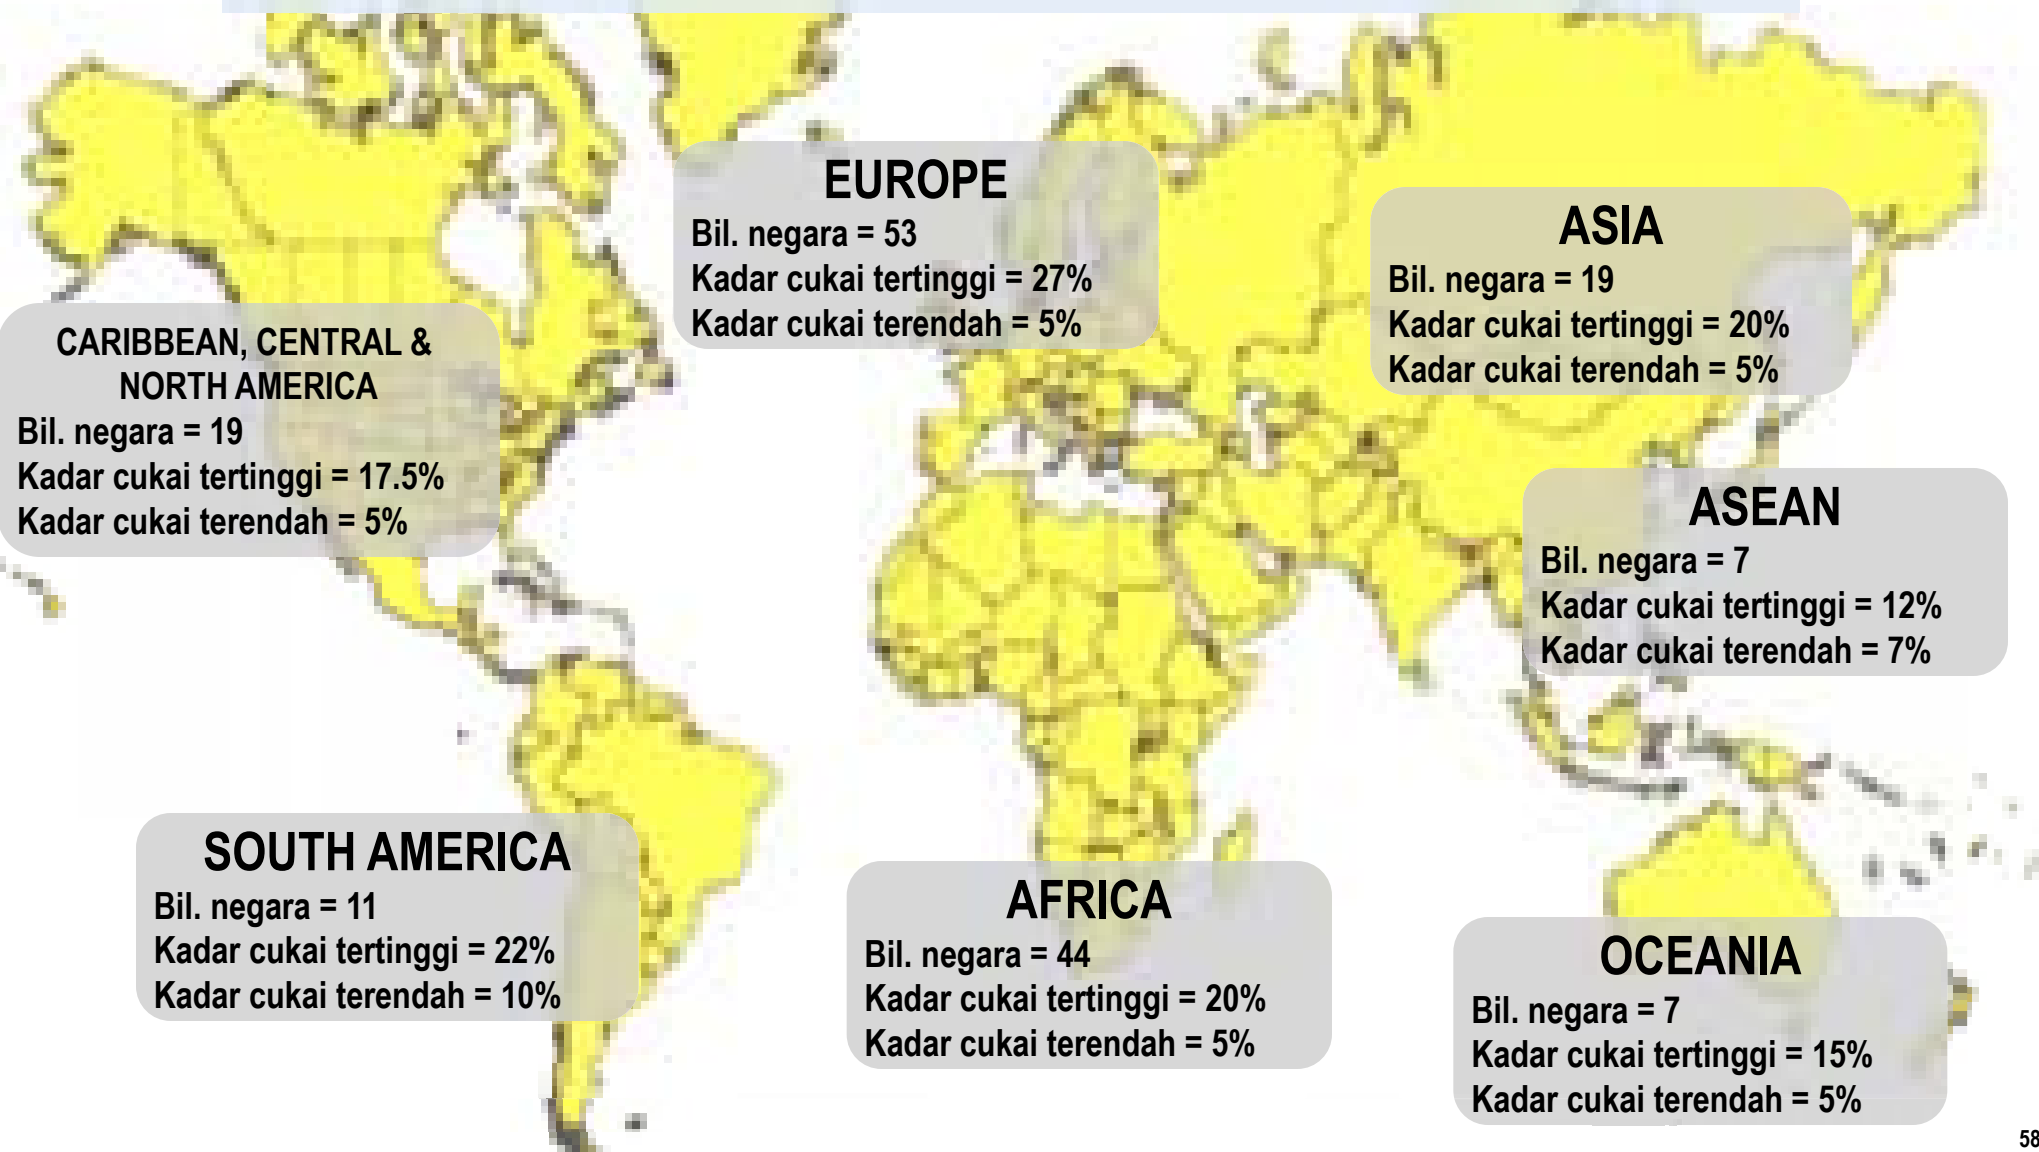 EUROPE
Bil. negara = 53
Kadar cukai tertinggi = 27%
Kadar cukai terendah = 5%
ASIA
Bil. negara = 19
Kadar cukai tertinggi = 20%
Kadar cukai terendah = 5%
CARIBBEAN, CENTRAL &
NORTH AMERICA
Bil. negara = 19
Kadar cukai tertinggi = 17.5%
Kadar cukai terendah = 5%
ASEAN
Bil. negara = 7
Kadar cukai tertinggi = 12%
Kadar cukai terendah = 7%
SOUTH AMERICA
Bil. negara = 11
Kadar cukai tertinggi = 22%
Kadar cukai terendah = 10%
AFRICA
Bil. negara = 44
Kadar cukai tertinggi = 20%
Kadar cukai terendah = 5%
OCEANIA
Bil. negara = 7
Kadar cukai tertinggi = 15%
Kadar cukai terendah = 5%
58